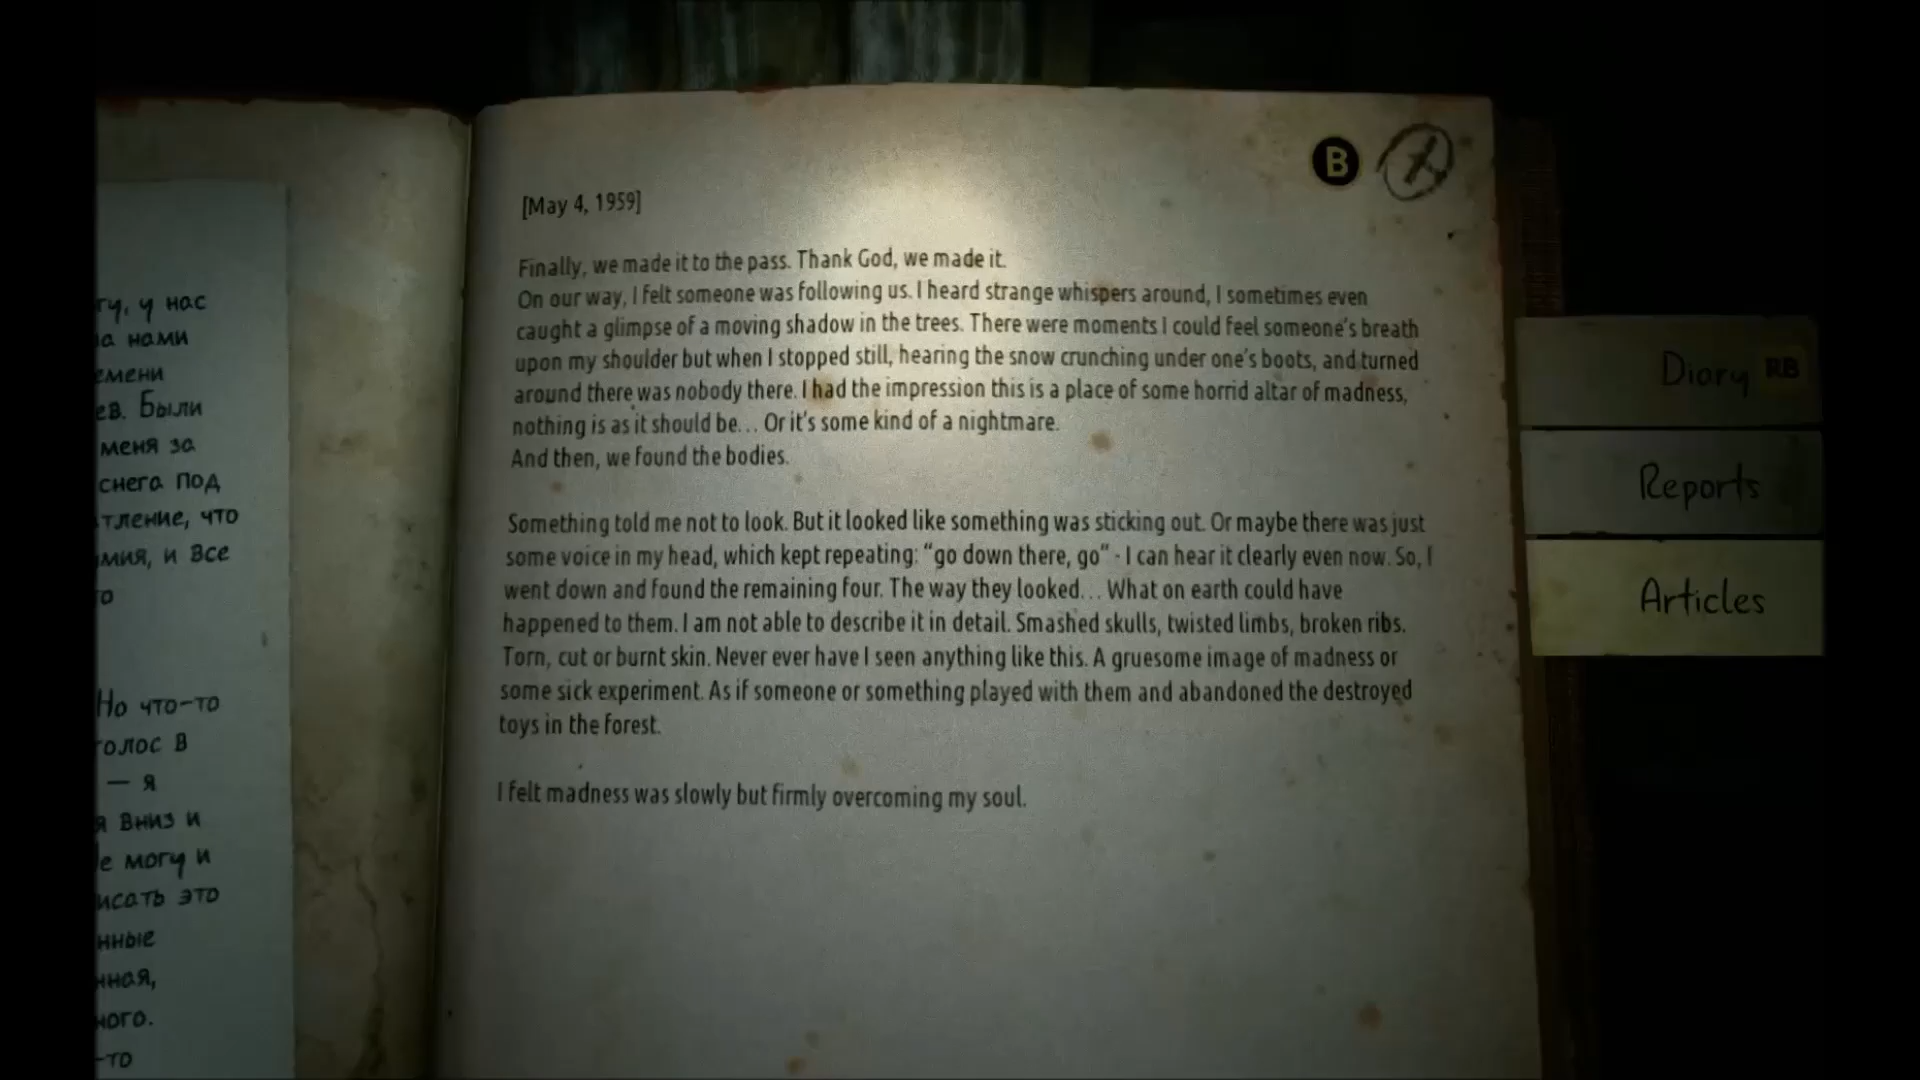 гу, у нас
а нами
емени
ев. Были
меня за
снега под
тление, что
мия, и все
о
Но что-то
голос в
— я
я вниз и
е могу и
исать это
нные
нная,
ного.
-то
B
[May 4, 1959]
Finally, we made it to the pass. Thank God, we made it.
On our way, I felt someone was following us. I heard strange whispers around, I sometimes even
caught a glimpse of a moving shadow in the trees. There were moments I could feel someone's breath
upon my shoulder but when I stopped still, hearing the snow crunching under one's boots, and turned
around there was nobody there. I had the impression this is a place of some horrid altar of madness,
nothing is as it should be... Or it's some kind of a nightmare.
And then, we found the bodies.
Something told me not to look. But it looked like something was sticking out. Or maybe there was just
some voice in my head, which kept repeating: "go down there, go" - I can hear it clearly even now. So, I
went down and found the remaining four. The way they looked... What on earth could have
happened to them. I am not able to describe it in detail. Smashed skulls, twisted limbs, broken ribs.
Torn, cut or burnt skin. Never ever have I seen anything like this. A gruesome image of madness or
some sick experiment. As if someone or something played with them and abandoned the destroyed
toys in the forest.
I felt madness was slowly but firmly overcoming my soul.
Diary RB
Reports
Articles